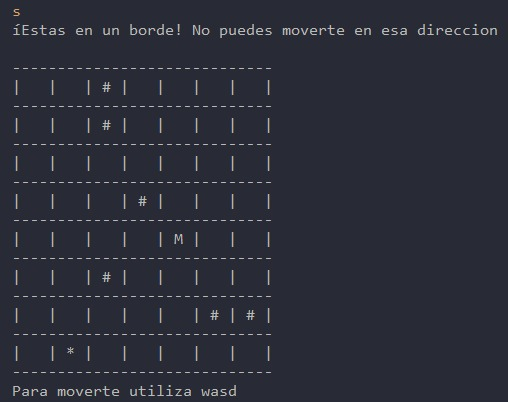 s
íEstas en un borde! No puedes moverte en esa direccion
-----------------------------
|   |   | # |   |   |   |   |
-----------------------------
|   |   | # |   |   |   |   |
-----------------------------
|   |   |   |   |   |   |   |
-----------------------------
|   |   |   | # |   |   |   |
-----------------------------
|   |   |   |   | M |   |   |
-----------------------------
|   |   | # |   |   |   |   |
-----------------------------
|   |   |   |   |   | # | # |
-----------------------------
|   | * |   |   |   |   |   |
-----------------------------
Para moverte utiliza wasd